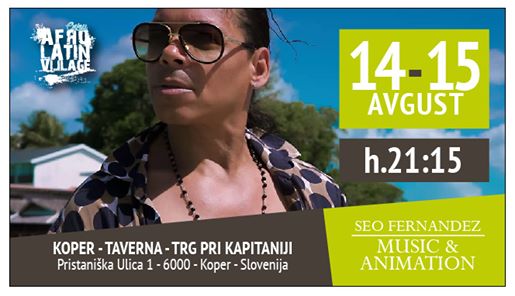 AFRO
LATIN
VILLAGE
14-15
AVGUST
h.21:15
KOPER - TAVERNA - TRG PRI KAPITANIJI
Pristaniška Ulica 1 - 6000 - Koper - Slovenija
SEO FERNANDEZ
MUSIC &
ANIMATION